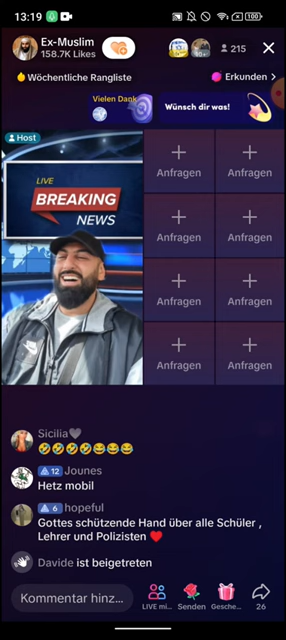 13:19
100
Ex-Muslim
158.7K Likes
90+
215
Wöchentliche Rangliste
Erkunden >
Vielen Dank
Wünsch dir was!
Host
LIVE
BREAKING
NEWS
Anfragen
Anfragen
Anfragen
Anfragen
Anfragen
Anfragen
Anfragen
Anfragen
Sicilia🖤
🤣🤣🤣🤣😂😂😂
12 Jounes
Hetz mobil
6 hopeful
Gottes schützende Hand über alle Schüler ,
Lehrer und Polizisten ❤️
Davide ist beigetreten
Kommentar hinz...
LIVE mi...
Senden
Gesche...
26